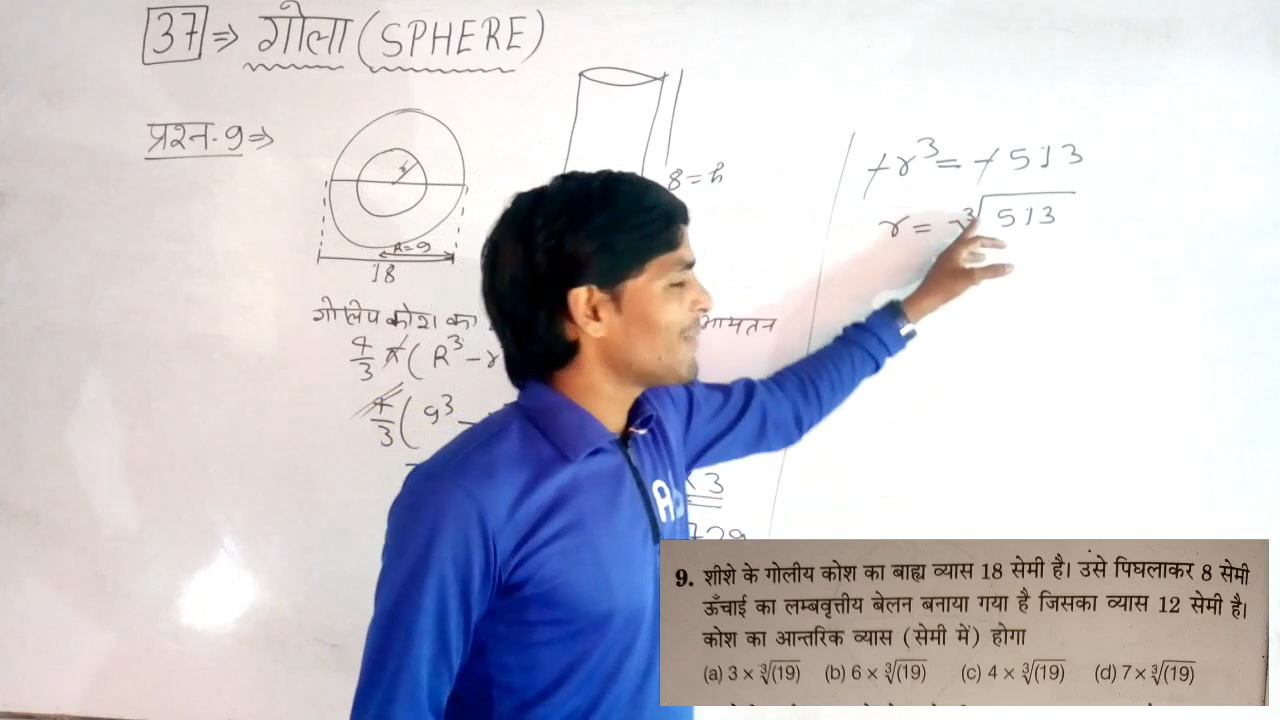 37 ⇒ गोला (SPHERE)
प्रश्न-9 ⇒
r
R=9
18
8=h
गोलिय कोश का
आयतन
4/3 π (R³ – r
4/3 ( 9³ –
× 3
729
–r³ = –513
r = ∛513
9. शीशे के गोलीय कोश का बाह्य व्यास 18 सेमी है। उसे पिघलाकर 8 सेमी
ऊँचाई का लम्बवृत्तीय बेलन बनाया गया है जिसका व्यास 12 सेमी है।
कोश का आन्तरिक व्यास (सेमी में) होगा
(a) 3 × ∛(19) (b) 6 × ∛(19) (c) 4 × ∛(19) (d) 7 × ∛(19)